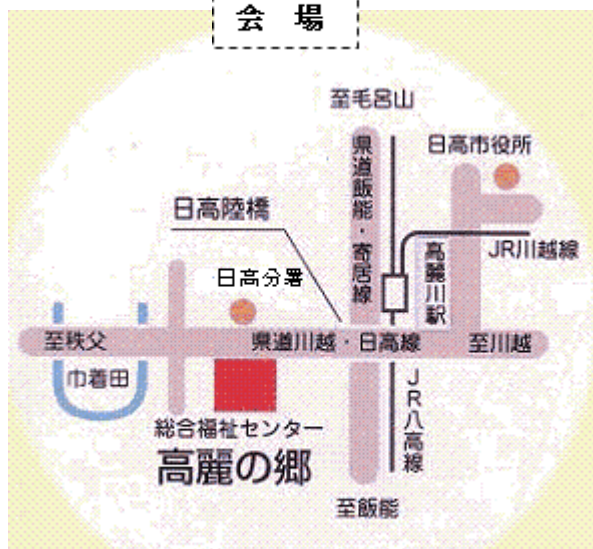 会 場
至毛呂山
日高市役所
県道飯能・寄居線
日高陸橋
高麗川駅
JR川越線
日高分署
至秩父
県道川越・日高線
至川越
巾着田
JR八高線
総合福祉センター
高麗の郷
至飯能